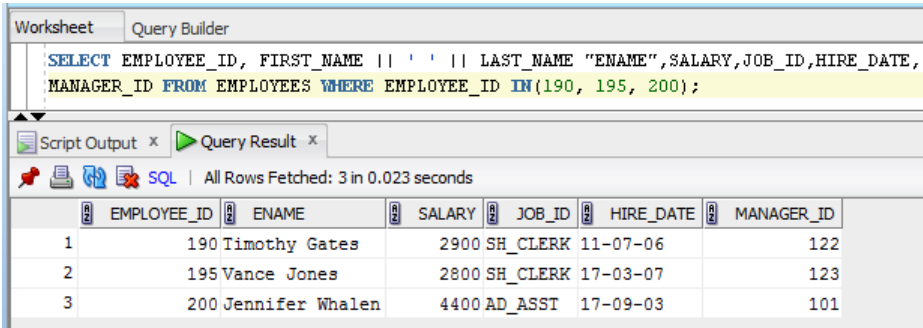 Worksheet Query Builder
SELECT EMPLOYEE_ID, FIRST_NAME || ' ' || LAST_NAME "ENAME",SALARY,JOB_ID,HIRE_DATE,
MANAGER_ID FROM EMPLOYEES WHERE EMPLOYEE_ID IN(190, 195, 200);
Script Output x Query Result x
SQL | All Rows Fetched: 3 in 0.023 seconds
EMPLOYEE_ID ENAME SALARY JOB_ID HIRE_DATE MANAGER_ID
1 190 Timothy Gates 2900 SH_CLERK 11-07-06 122
2 195 Vance Jones 2800 SH_CLERK 17-03-07 123
3 200 Jennifer Whalen 4400 AD_ASST 17-09-03 101